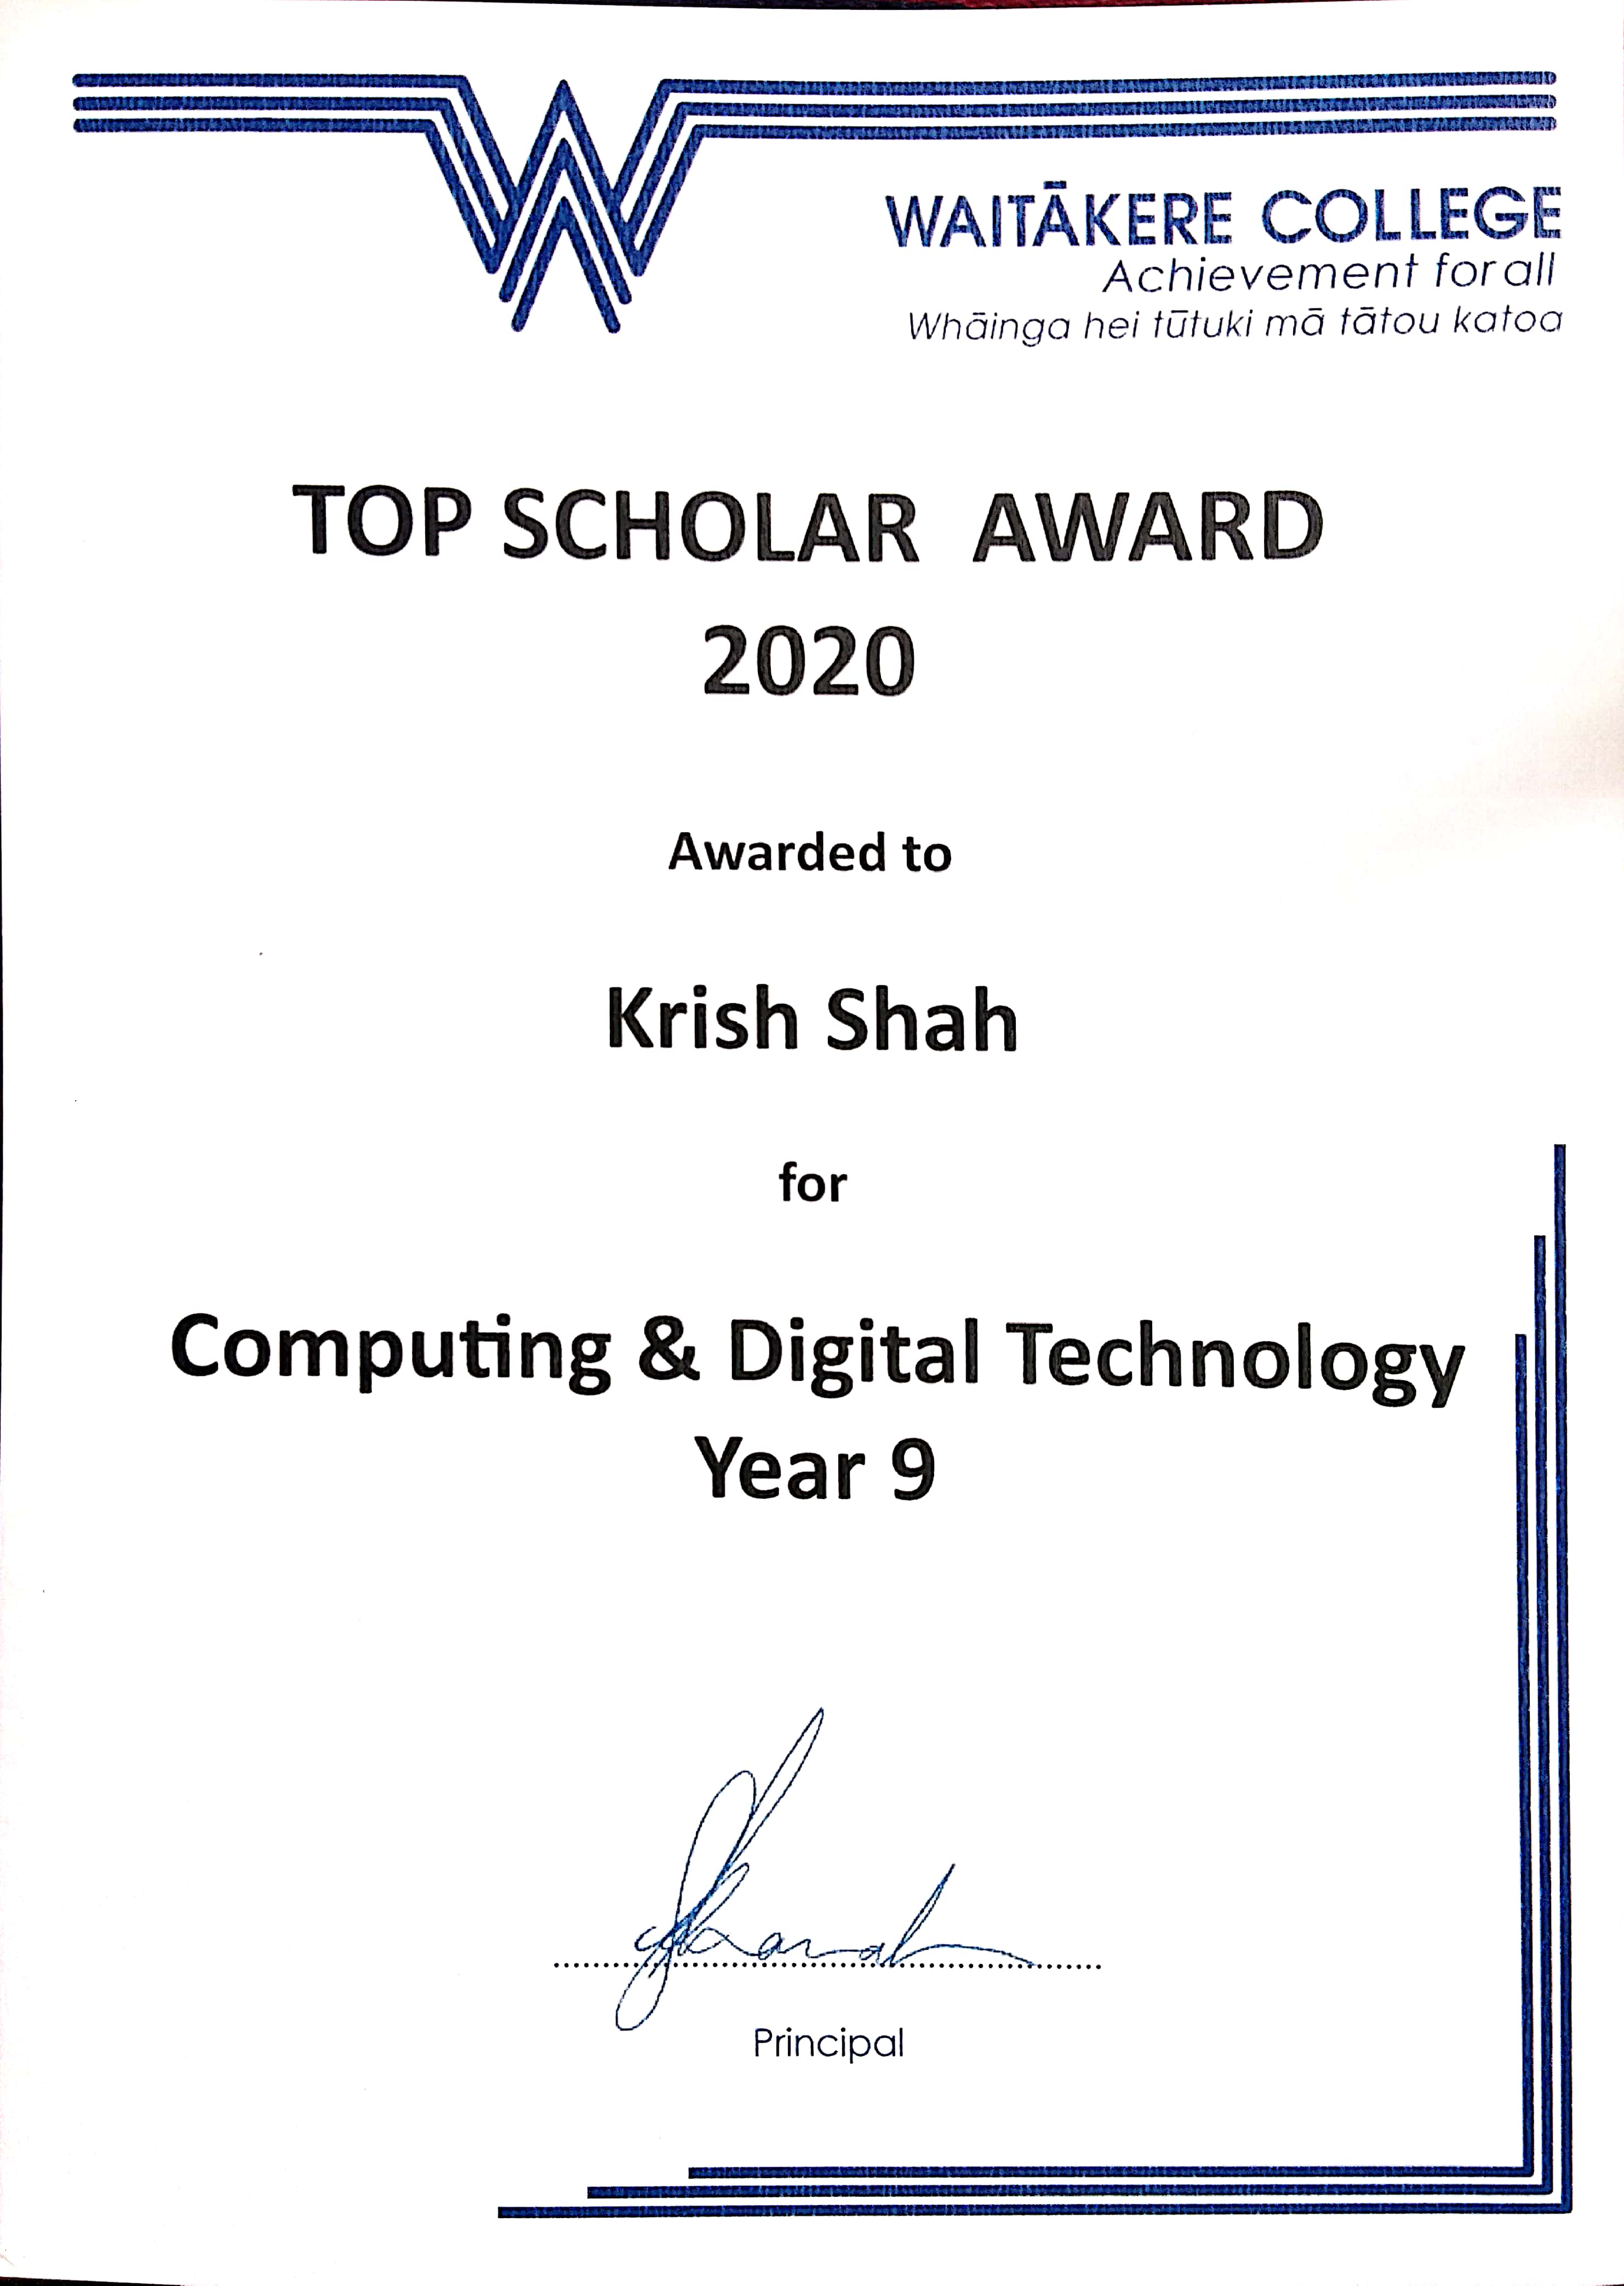 WAITĀKERE COLLEGE
Achievement for all
Whāinga hei tūtuki mā tātou katoa
TOP SCHOLAR AWARD
2020
Awarded to
Krish Shah
for
Computing & Digital Technology
Year 9
Principal